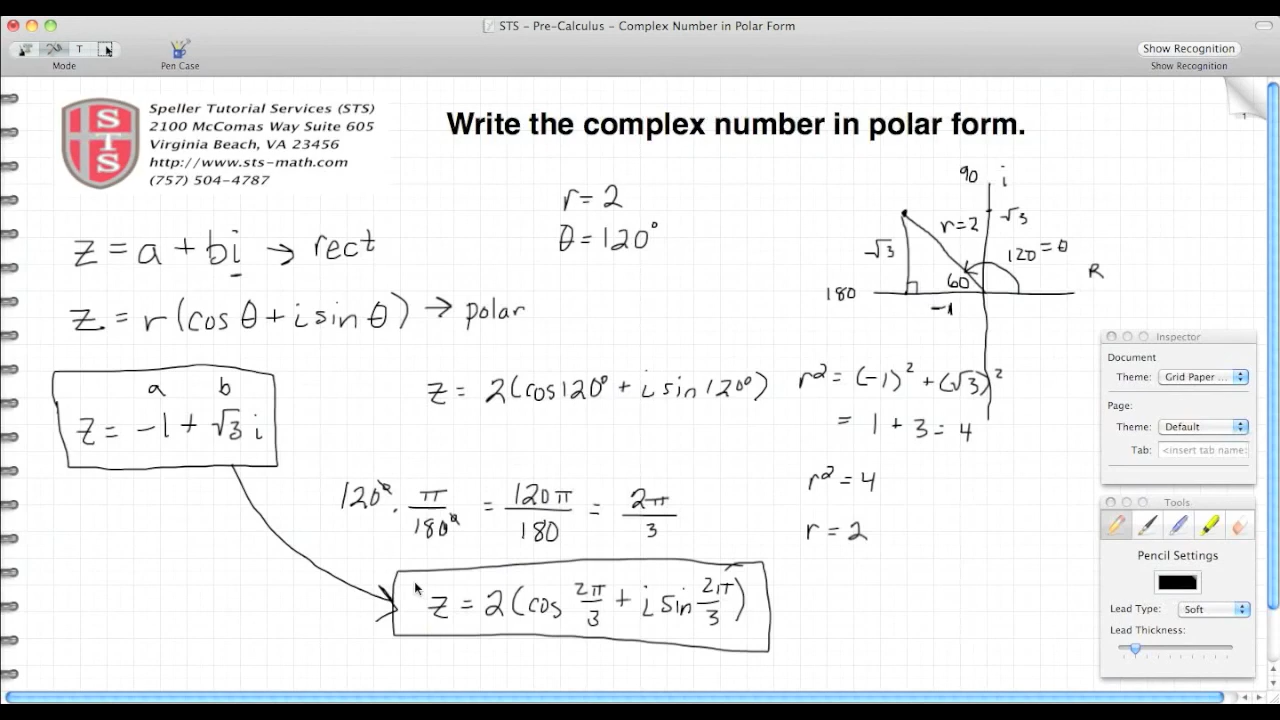 STS - Pre-Calculus - Complex Number in Polar Form
T
Mode
Pen Case
Show Recognition
Show Recognition
STS
Speller Tutorial Services (STS)
2100 McComas Way Suite 605
Virginia Beach, VA 23456
http://www.sts-math.com
(757) 504-4787
Write the complex number in polar form.
1
r = 2
θ = 120°
z = a + bi → rect
z = r(cos θ + i sin θ) → polar
a b
z = -1 + √3 i
z = 2(cos 120° + i sin 120°)
120° · π/180° = 120π/180 = 2π/3
z = 2(cos 2π/3 + i sin 2π/3)
90 i
√3
r = 2
√3
120 = θ
R
60
180
-1
r² = (-1)² + (√3)²
= 1 + 3 = 4
r² = 4
r = 2
Inspector
Document
Theme: Grid Paper ...
Page:
Theme: Default
Tab: <insert tab name:
Tools
Pencil Settings
Lead Type: Soft
Lead Thickness: